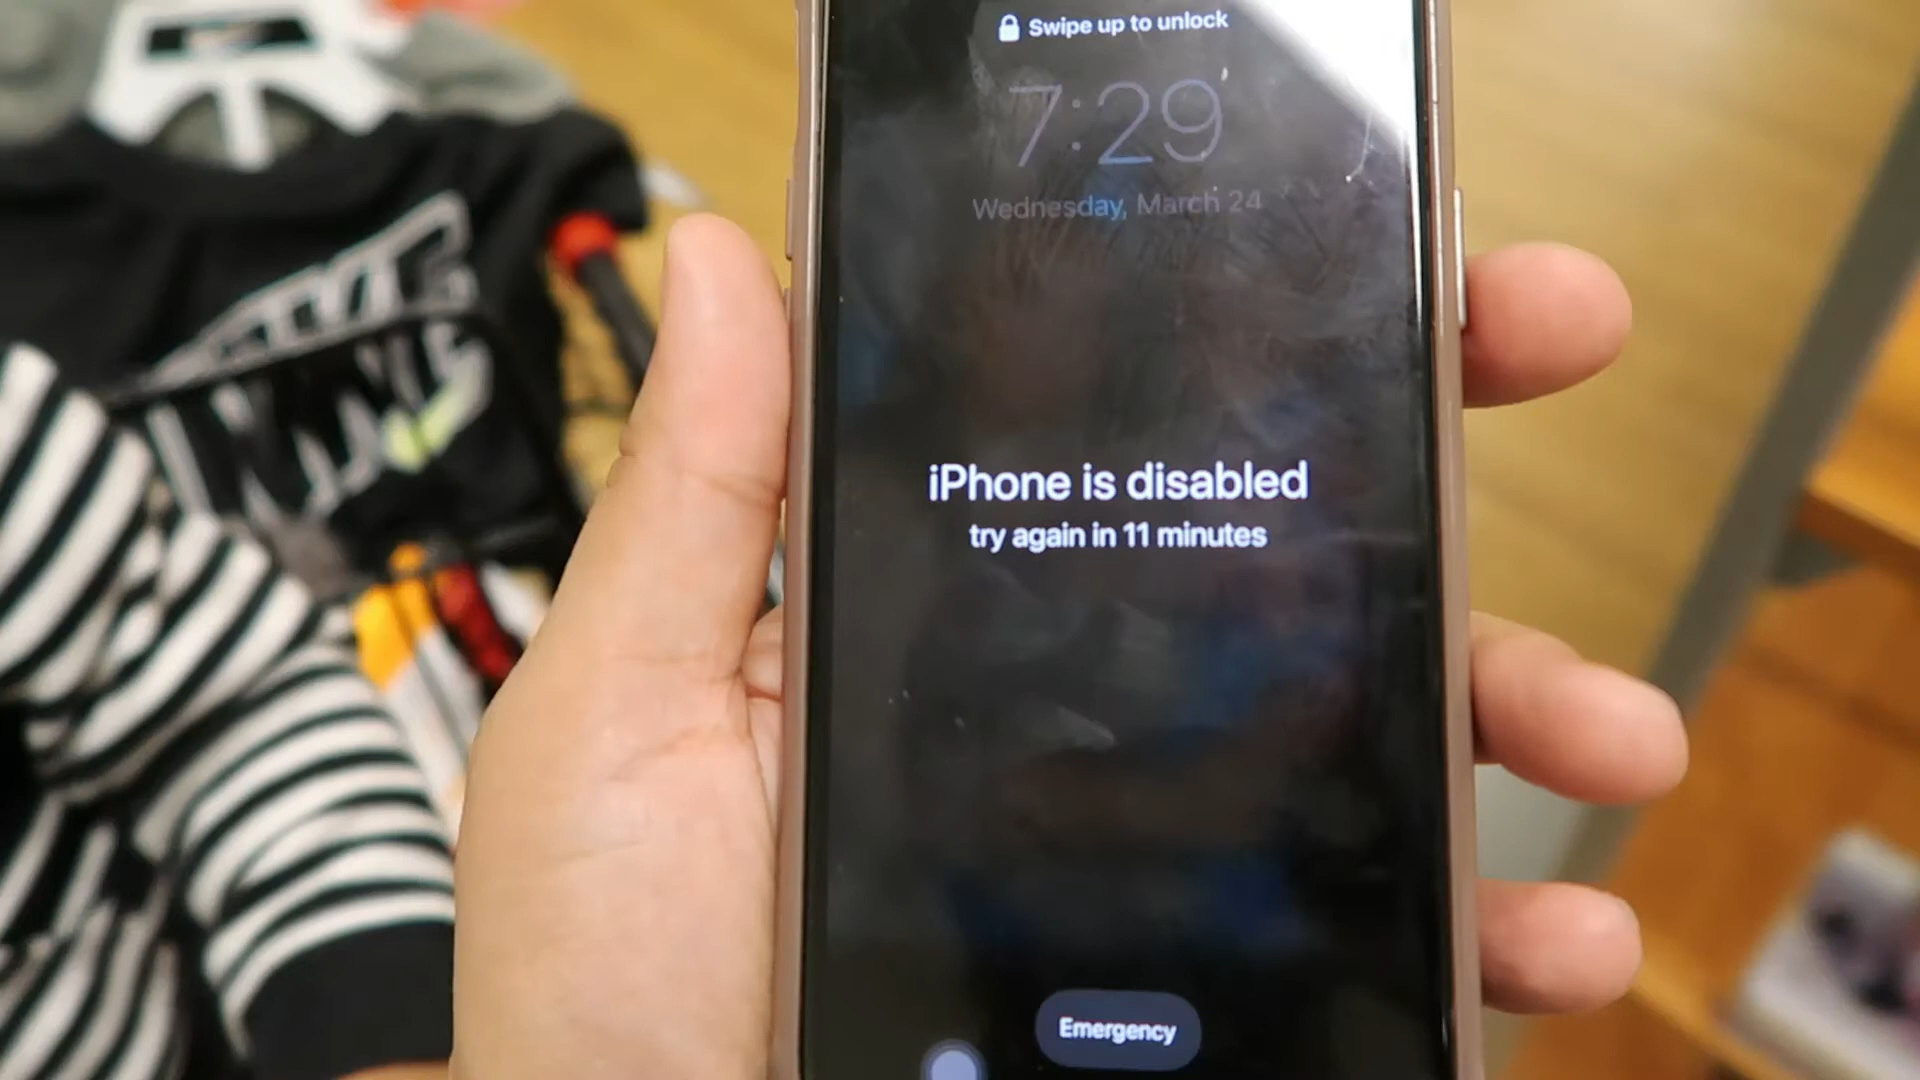 Swipe up to unlock
7:29
Wednesday, March 24
iPhone is disabled
try again in 11 minutes
Emergency